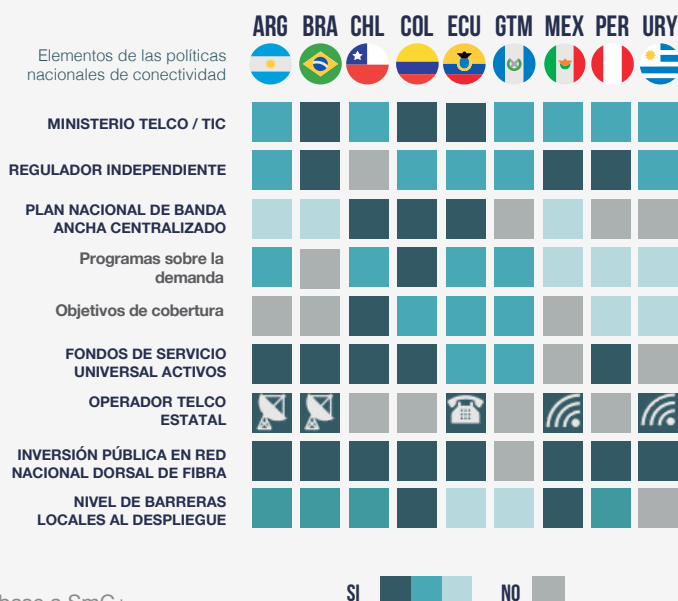 ARG BRA CHL COL ECU GTM MEX PER URY
Elementos de las políticas
nacionales de conectividad
MINISTERIO TELCO / TIC
REGULADOR INDEPENDIENTE
PLAN NACIONAL DE BANDA
ANCHA CENTRALIZADO
Programas sobre la
demanda
Objetivos de cobertura
FONDOS DE SERVICIO
UNIVERSAL ACTIVOS
OPERADOR TELCO
ESTATAL
INVERSIÓN PÚBLICA EN RED
NACIONAL DORSAL DE FIBRA
NIVEL DE BARRERAS
LOCALES AL DESPLIEGUE
SI NO